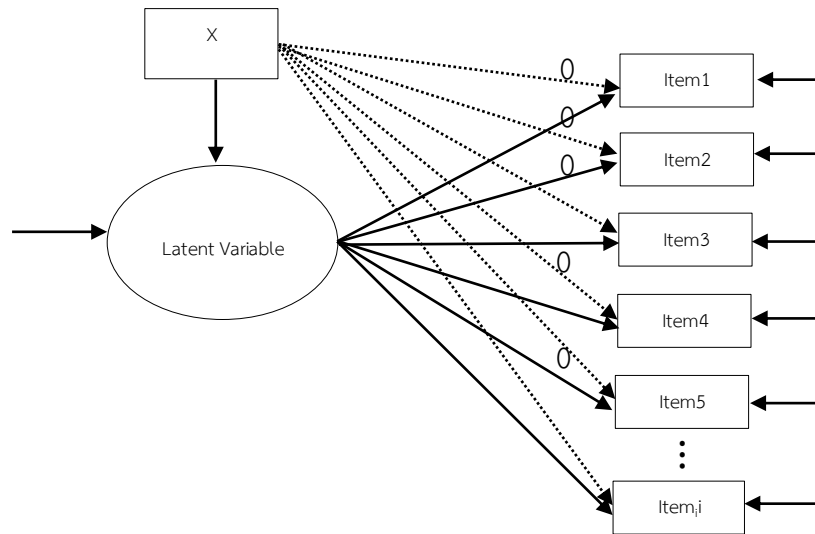 X
0
Item1
0
0
Item2
Latent Variable
Item3
0
Item4
0
Item5
Itemᵢi